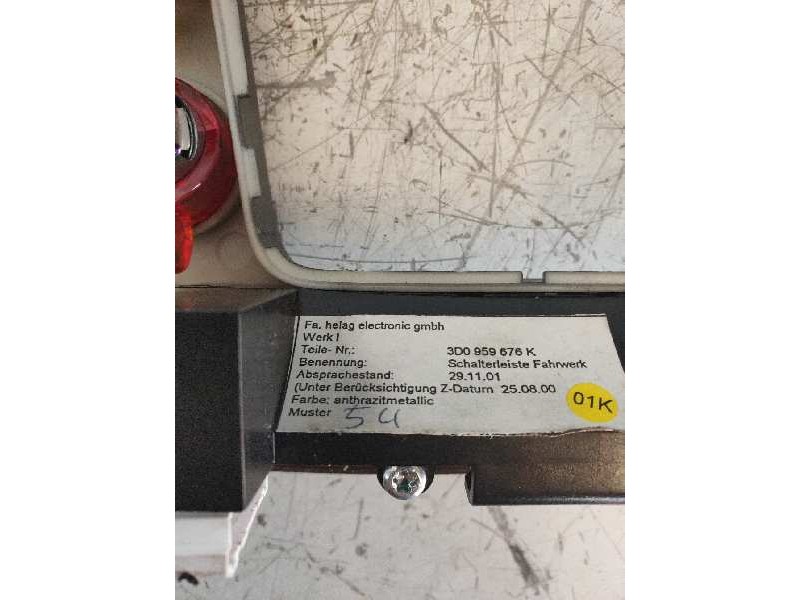 Fa. helag electronic gmbh
Werk I
Teile- Nr.: 3D0 959 676 K
Benennung: Schalterleiste Fahrwerk
Absprachestand: 29.11.01
(Unter Berücksichtigung Z-Datum 25.08.00
Farbe: anthrazitmetallic
Muster 54
01K